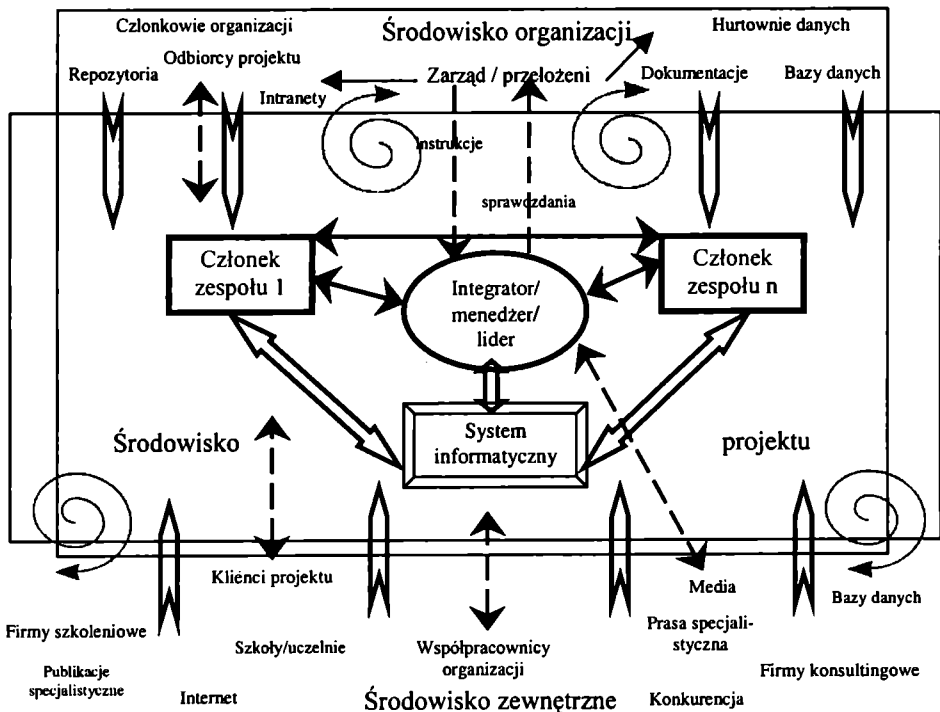 Członkowie organizacji
Środowisko organizacji
Hurtownie danych
Odbiorcy projektu
Repozytoria
Zarząd / przełożeni
Dokumentacje
Bazy danych
Intranety
Instrukcje
sprawozdania
Członek
zespołu 1
Integrator/
menedżer/
lider
Członek
zespołu n
System
informatyczny
Środowisko
projektu
Klienci projektu
Media
Bazy danych
Firmy szkoleniowe
Szkoły/uczelnie
Współpracownicy
organizacji
Prasa specjali-
styczna
Firmy konsultingowe
Publikacje
specjalistyczne
Internet
Środowisko zewnętrzne
Konkurencja